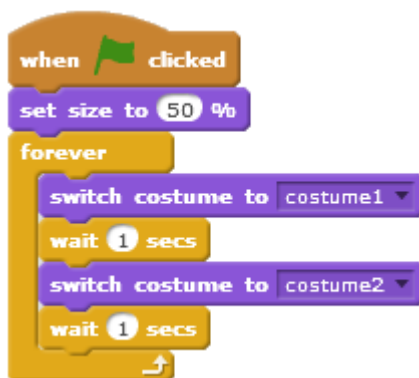 when clicked
set size to 50 %
forever
switch costume to costume1
wait 1 secs
switch costume to costume2
wait 1 secs